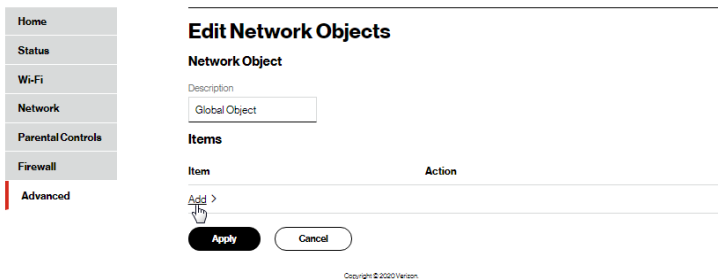 Home
Status
Wi-Fi
Network
Parental Controls
Firewall
Advanced
Edit Network Objects
Network Object
Description
Global Object
Items
Item Action
Add >
Apply Cancel
Copyright © 2020 Verizon.